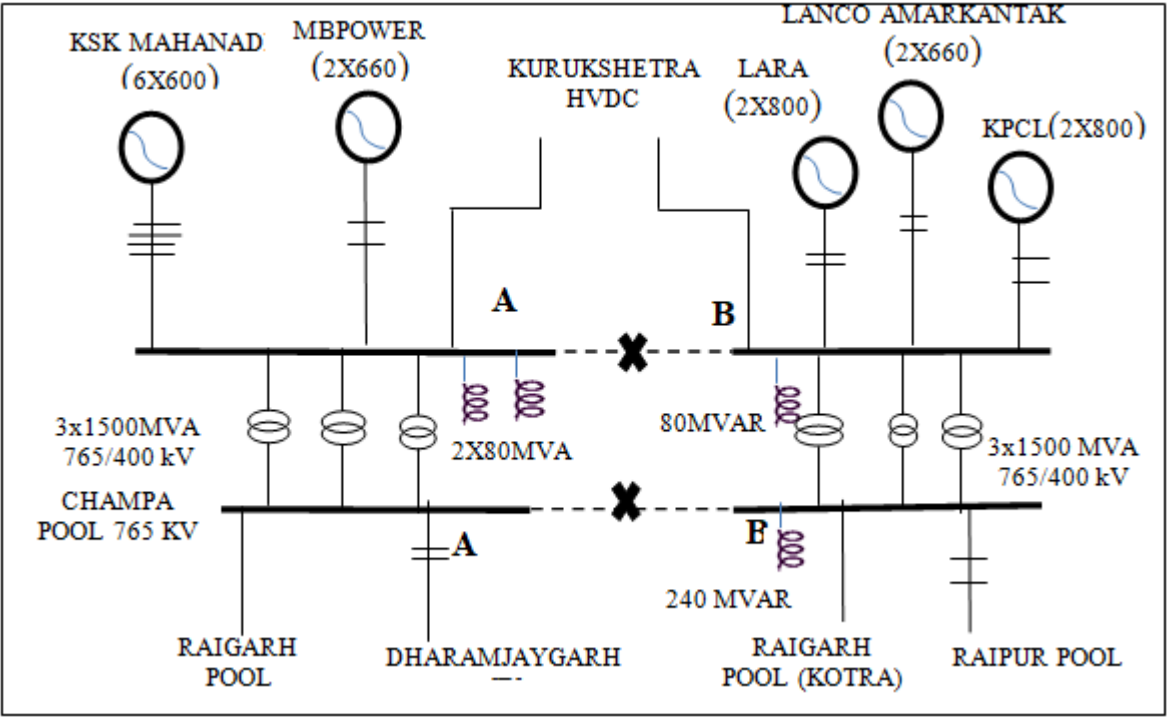 KSK MAHANAD
(6X600)
MBPOWER
(2X660)
KURUKSHETRA
HVDC
LANCO AMARKANTAK
(2X660)
LARA
(2X800)
KPCL(2X800)
A
B
3x1500MVA
765/400 kV
2X80MVA
80MVAR
3x1500 MVA
765/400 kV
CHAMPA
POOL 765 KV
A
B
240 MVAR
RAIGARH
POOL
DHARAMJAYGARH
RAIGARH
POOL (KOTRA)
RAIPUR POOL